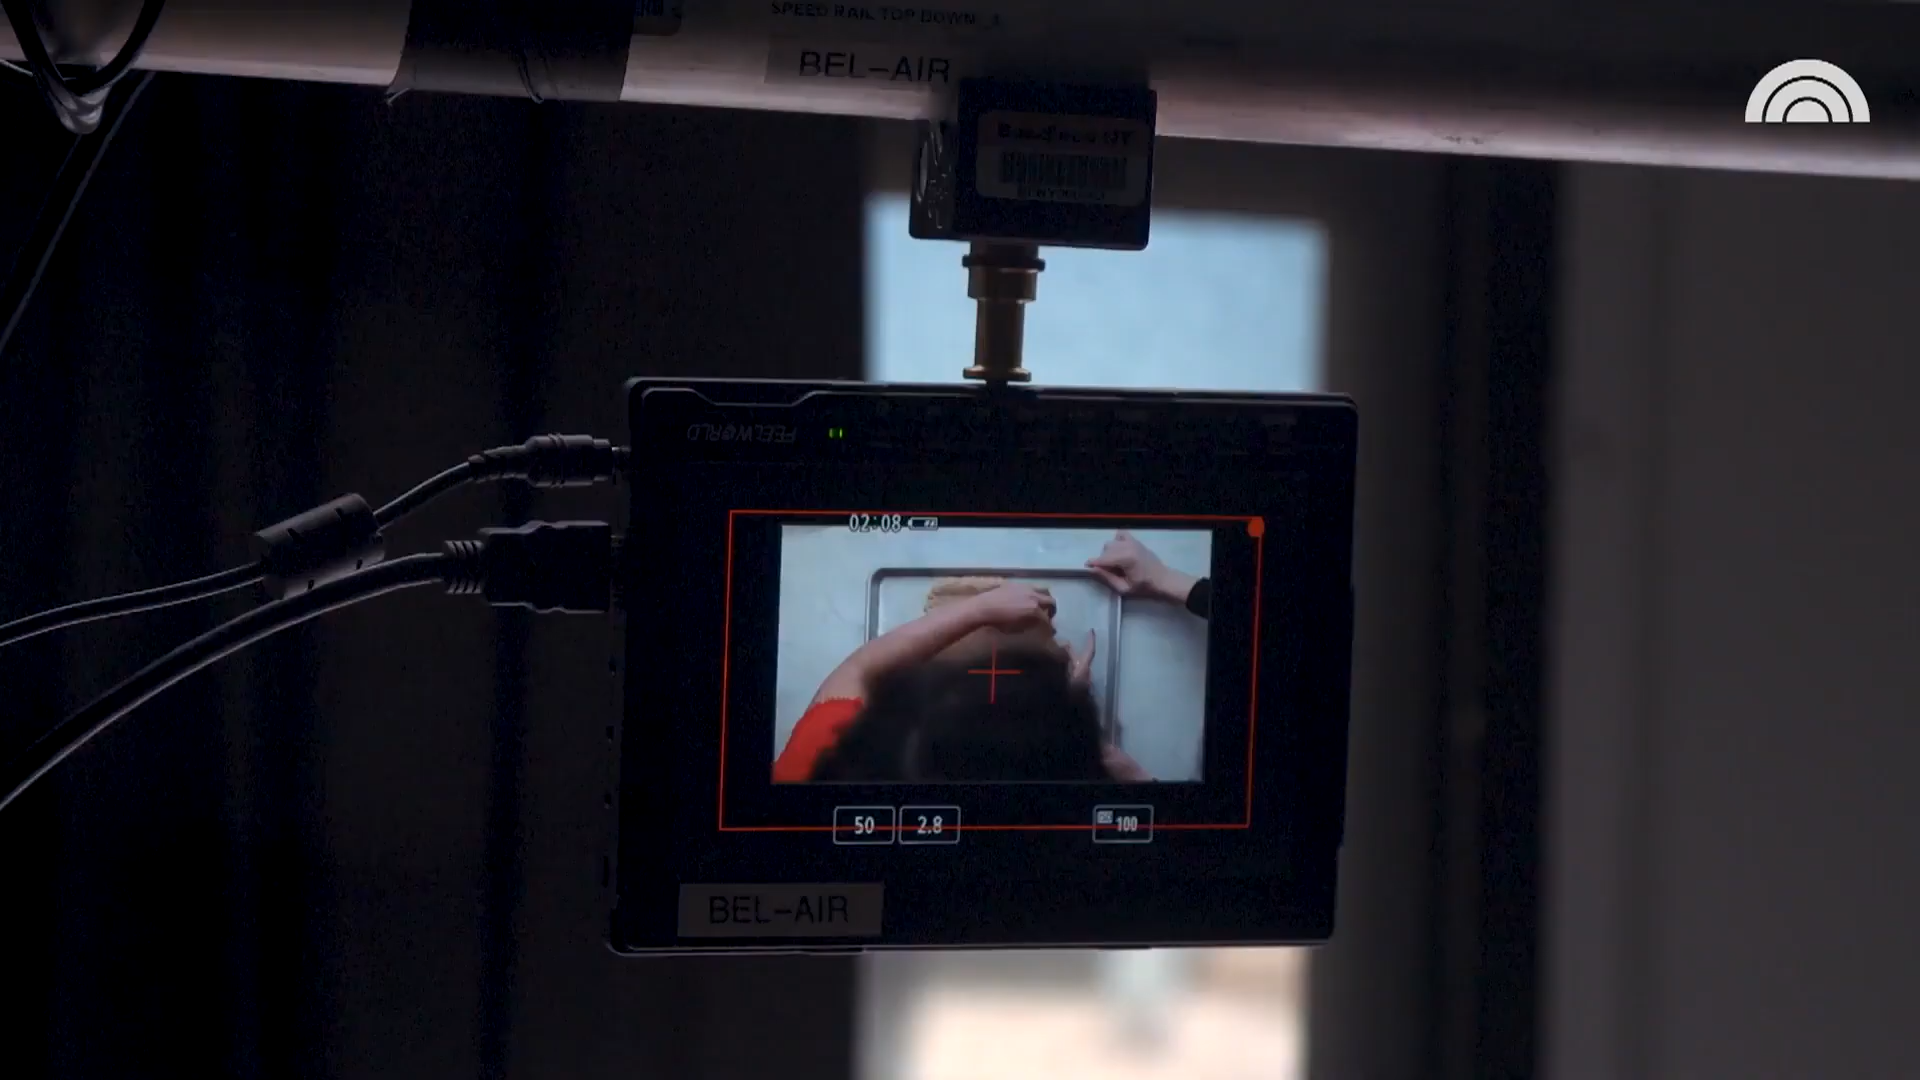 SPEED RAIL TOP DOWN
BEL-AIR
FEELWORLD
02:08
50
2.8
100
BEL-AIR